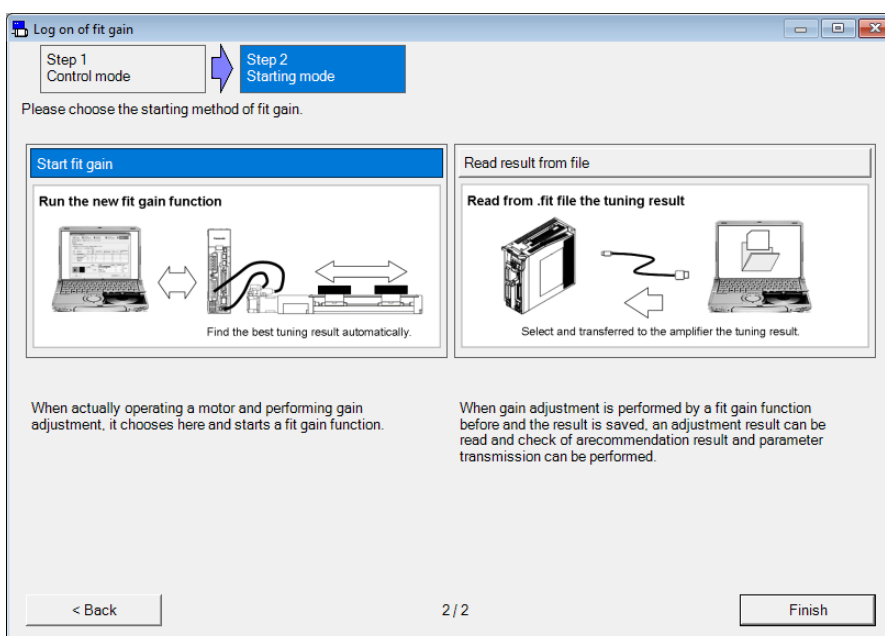 Log on of fit gain
Step 1
Control mode
Step 2
Starting mode
Please choose the starting method of fit gain.
Start fit gain
Run the new fit gain function
Find the best tuning result automatically.
When actually operating a motor and performing gain
adjustment, it chooses here and starts a fit gain function.
Read result from file
Read from .fit file the tuning result
Select and transferred to the amplifier the tuning result.
When gain adjustment is performed by a fit gain function
before and the result is saved, an adjustment result can be
read and check of arecommendation result and parameter
transmission can be performed.
< Back
2 / 2
Finish